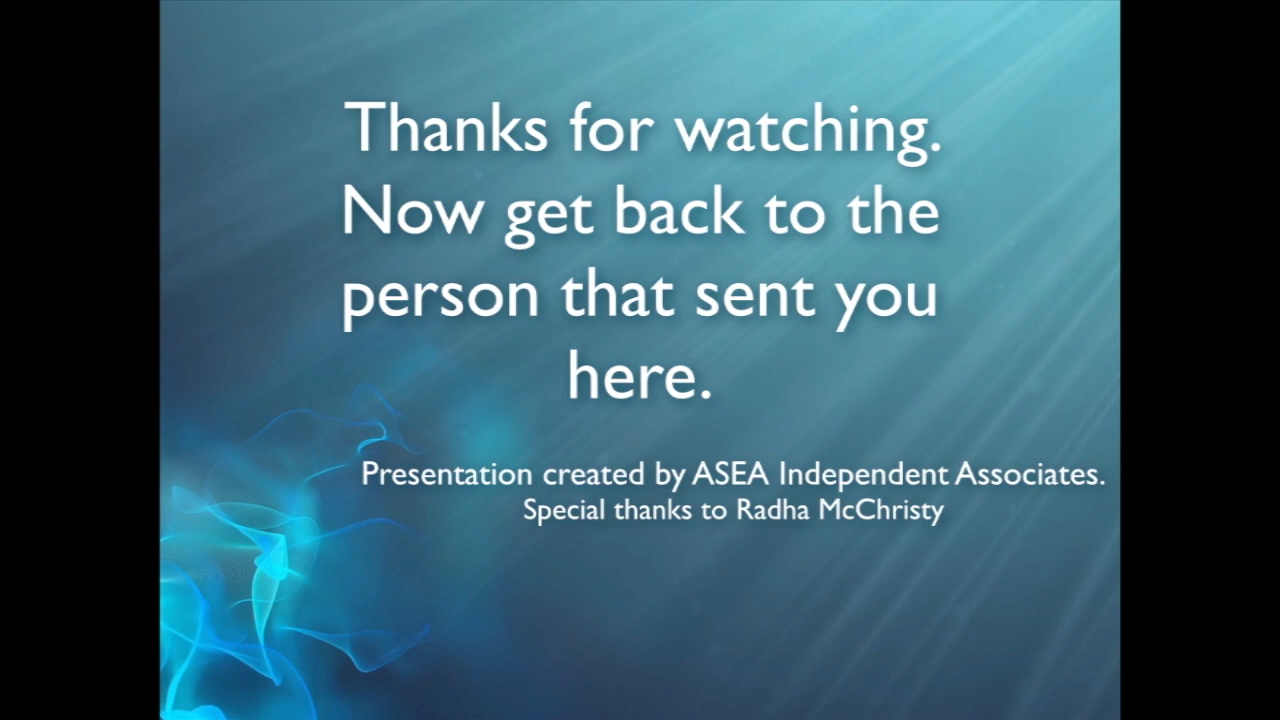 Thanks for watching.
Now get back to the
person that sent you
here.
Presentation created by ASEA Independent Associates.
Special thanks to Radha McChristy